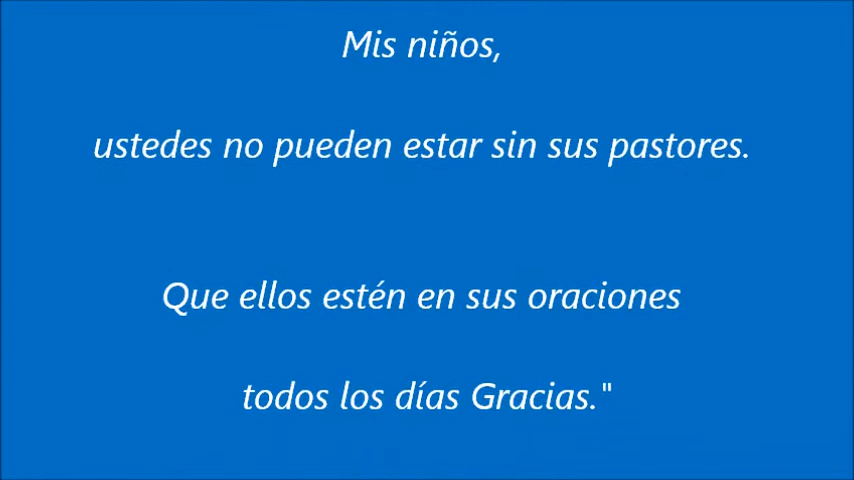 Mis niños,
ustedes no pueden estar sin sus pastores.
Que ellos estén en sus oraciones
todos los días Gracias."